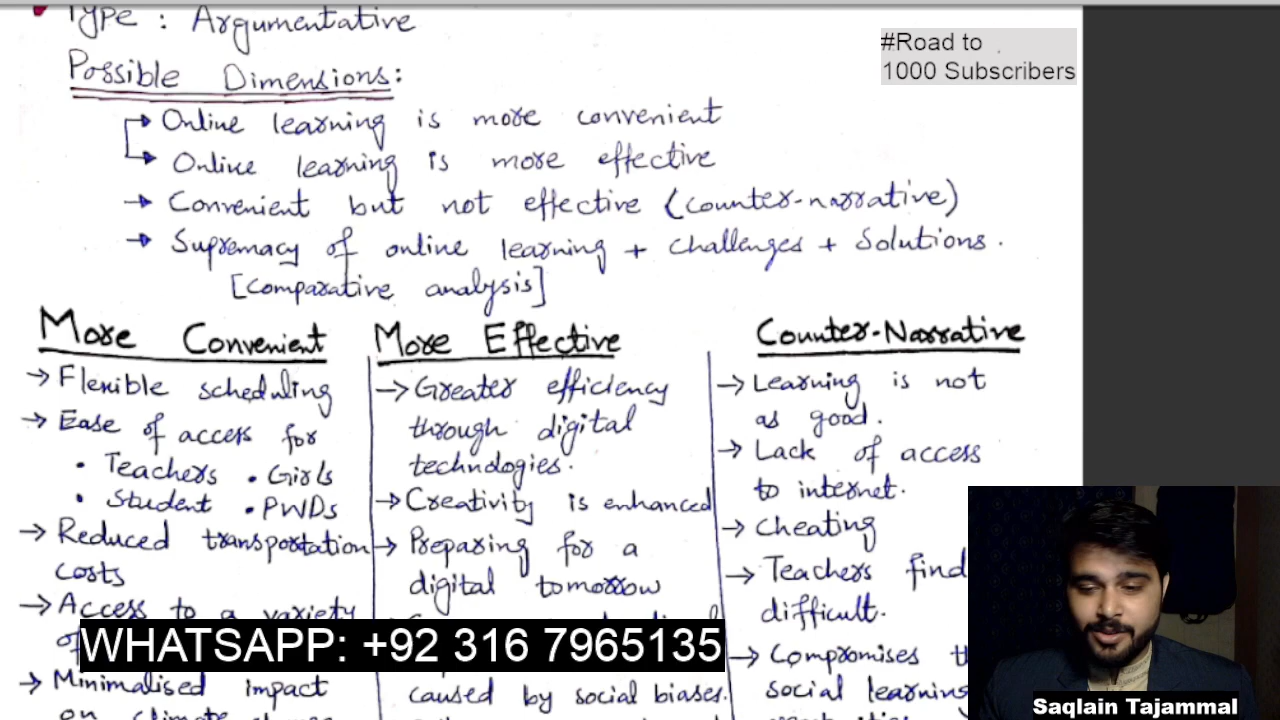 Type : Argumentative
#Road to
1000 Subscribers
Possible Dimensions:
Online learning is more convenient
Online learning is more effective
Convenient but not effective (counter-narrative)
Supremacy of online learning + challenges + Solutions.
[Comparative analysis]
More Convenient
→ Flexible scheduling
→ Ease of access for
• Teachers • Girls
• Student • PWDs
→ Reduced transportation
costs
→ Access to a variety
of
→ Minimalised impact
on climate change
More Effective
→ Greater efficiency
through digital
technologies.
→ Creativity is enhanced
→ Preparing for a
digital tomorrow
caused by social biases.
Counter-Narrative
→ Learning is not
as good.
→ Lack of access
to internet.
→ Cheating
→ Teachers find
difficult.
→ Compromises
social learning
WHATSAPP: +92 316 7965135
Saqlain Tajammal